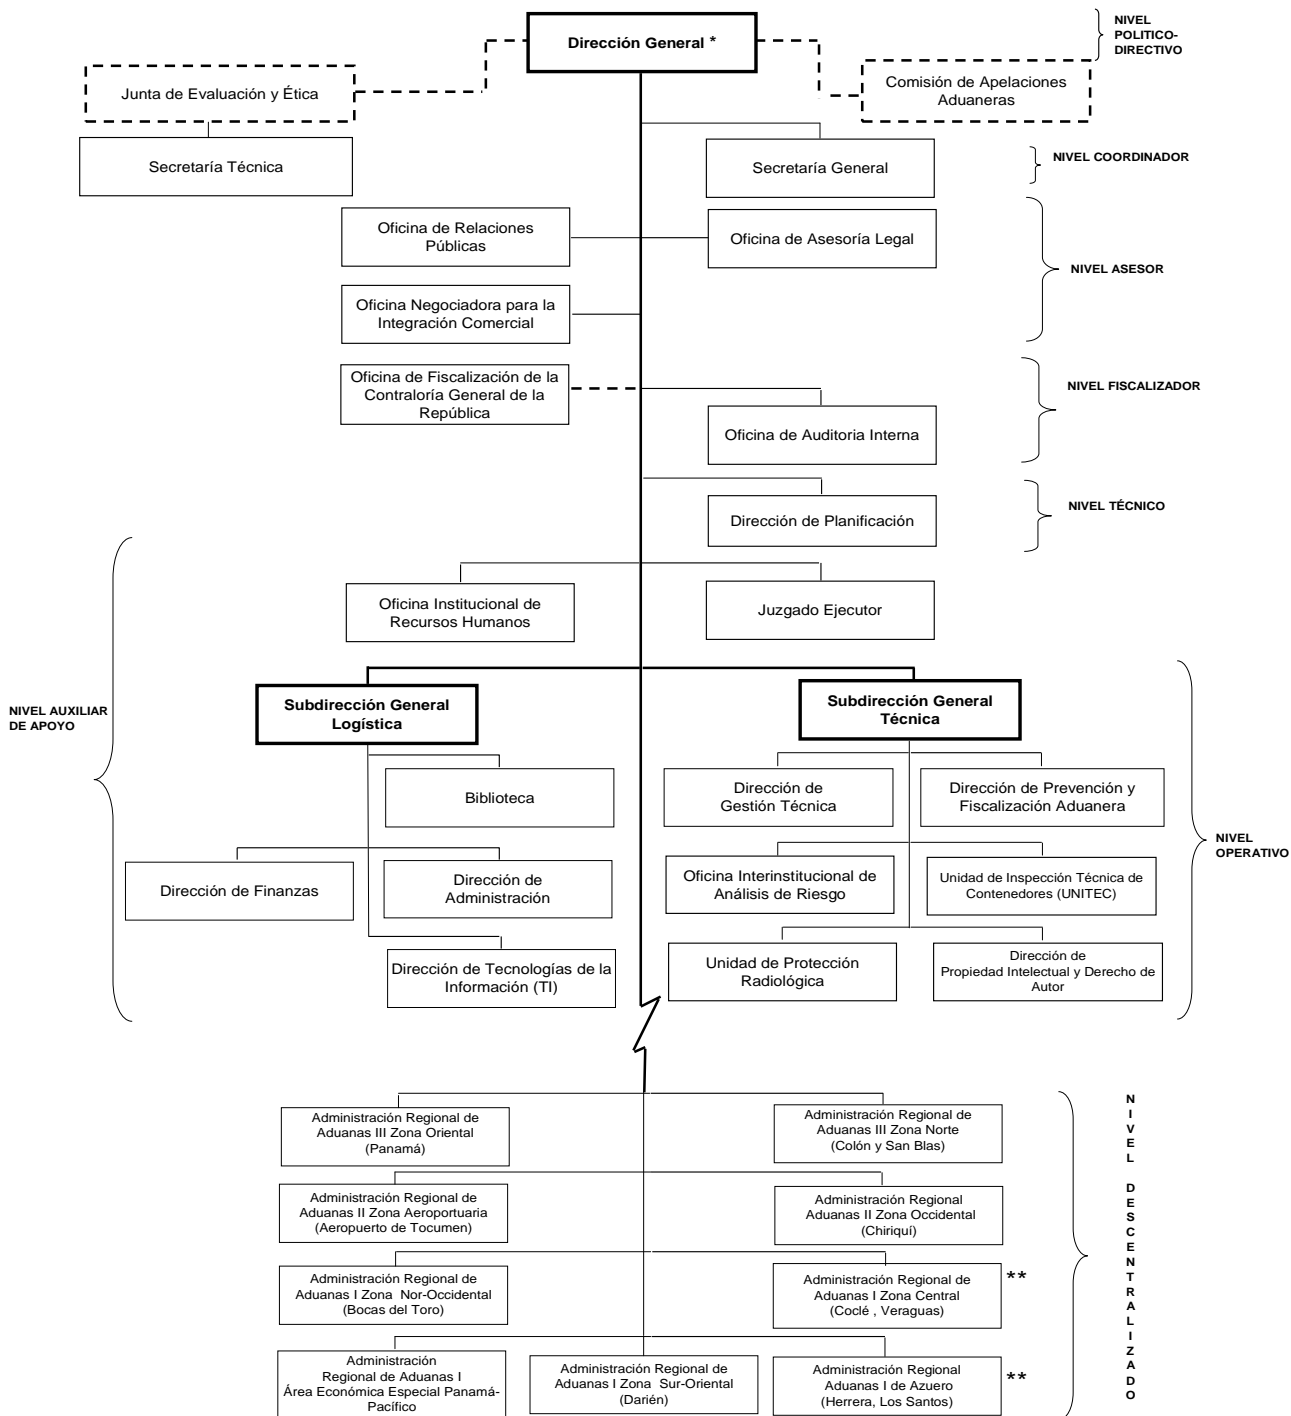 Dirección General *
NIVEL
POLITICO-
DIRECTIVO
Junta de Evaluación y Ética
Comisión de Apelaciones
Aduaneras
Secretaría Técnica
Secretaría General
NIVEL COORDINADOR
Oficina de Relaciones
Públicas
Oficina de Asesoría Legal
NIVEL ASESOR
Oficina Negociadora para la
Integración Comercial
Oficina de Fiscalización de la
Contraloría General de la
República
NIVEL FISCALIZADOR
Oficina de Auditoria Interna
Dirección de Planificación
NIVEL TÉCNICO
Oficina Institucional de
Recursos Humanos
Juzgado Ejecutor
NIVEL AUXILIAR
DE APOYO
Subdirección General
Logística
Subdirección General
Técnica
Biblioteca
Dirección de
Gestión Técnica
Dirección de Prevención y
Fiscalización Aduanera
NIVEL
OPERATIVO
Dirección de Finanzas
Dirección de
Administración
Oficina Interinstitucional de
Análisis de Riesgo
Unidad de Inspección Técnica de
Contenedores (UNITEC)
Dirección de Tecnologías de la
Información (TI)
Unidad de Protección
Radiológica
Dirección de
Propiedad Intelectual y Derecho de
Autor
Administración Regional de
Aduanas III Zona Oriental
(Panamá)
Administración Regional de
Aduanas III Zona Norte
(Colón y San Blas)
NIVEL DESCENTRALIZADO
Administración Regional de
Aduanas II Zona Aeroportuaria
(Aeropuerto de Tocumen)
Administración Regional
Aduanas II Zona Occidental
(Chiriquí)
Administración Regional de
Aduanas I Zona Nor-Occidental
(Bocas del Toro)
Administración Regional de
Aduanas I Zona Central
(Coclé , Veraguas)
**
Administración
Regional de Aduanas I
Área Económica Especial Panamá-
Pacífico
Administración Regional de
Aduanas I Zona Sur-Oriental
(Darién)
Administración Regional
Aduanas I de Azuero
(Herrera, Los Santos)
**